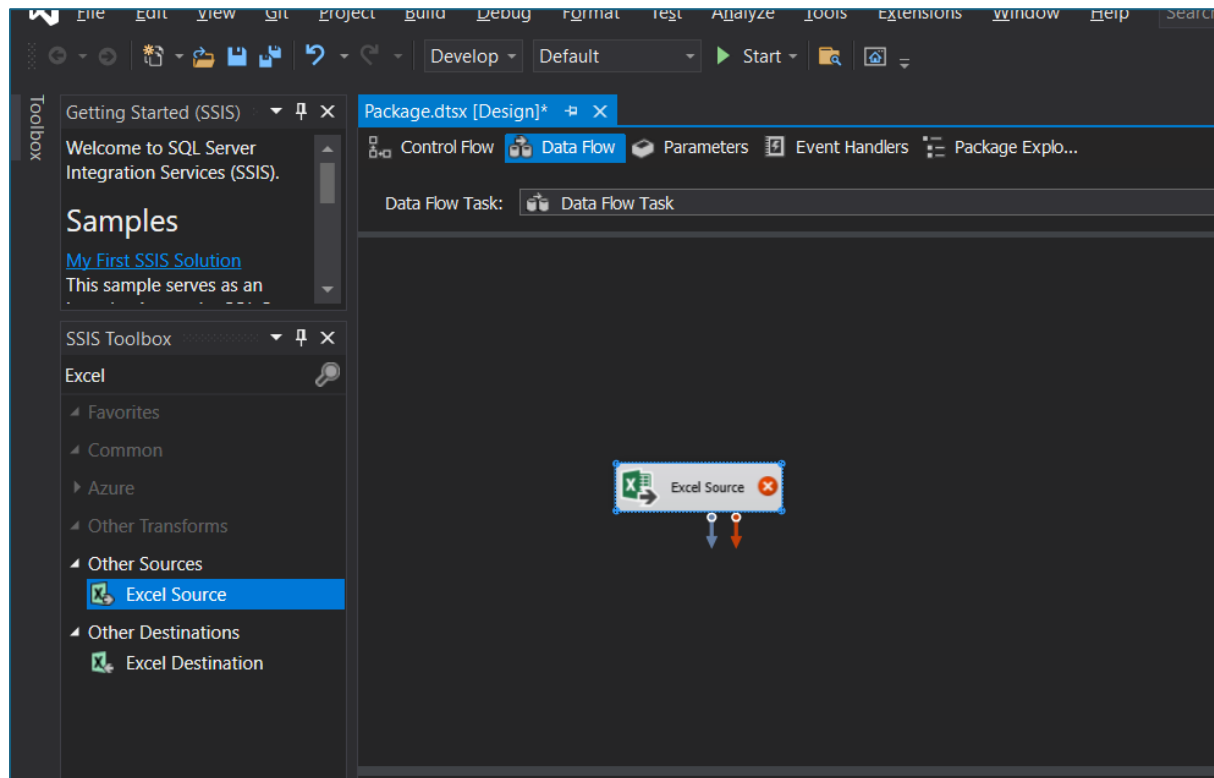 File Edit View Git Project Build Debug Format Test Analyze Tools Extensions Window Help Search
Develop Default Start
Toolbox
Getting Started (SSIS)
Welcome to SQL Server
Integration Services (SSIS).
Samples
My First SSIS Solution
This sample serves as an
SSIS Toolbox
Excel
Favorites
Common
Azure
Other Transforms
Other Sources
Excel Source
Other Destinations
Excel Destination
Package.dtsx [Design]*
Control Flow Data Flow Parameters Event Handlers Package Explo...
Data Flow Task: Data Flow Task
Excel Source